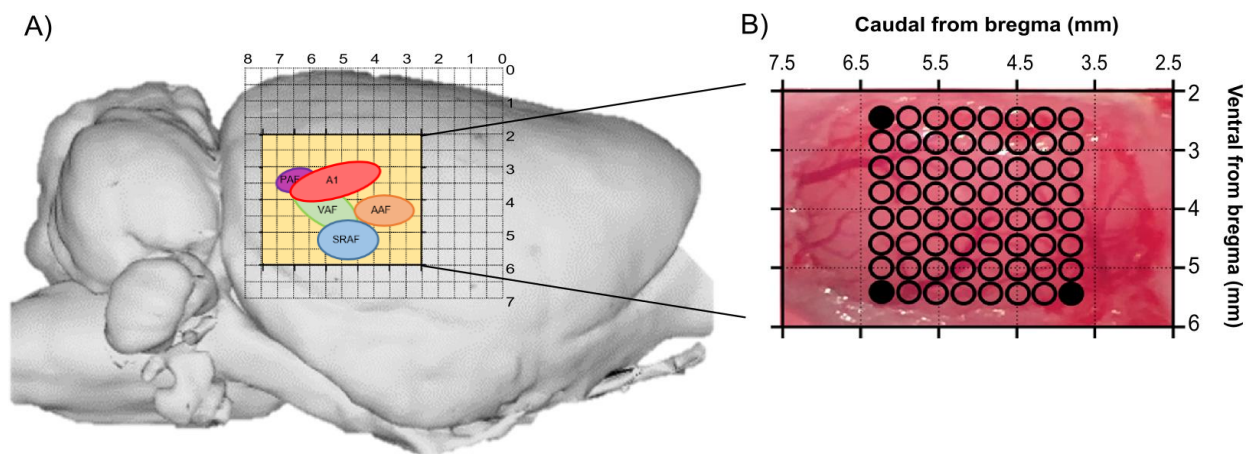 A)
8 7 6 5 4 3 2 1 0
0
1
2
3
4
5
6
7
PAF
A1
VAF
AAF
SRAF
B)
Caudal from bregma (mm)
7.5 6.5 5.5 4.5 3.5 2.5
2
3
4
5
6
Ventral from bregma (mm)